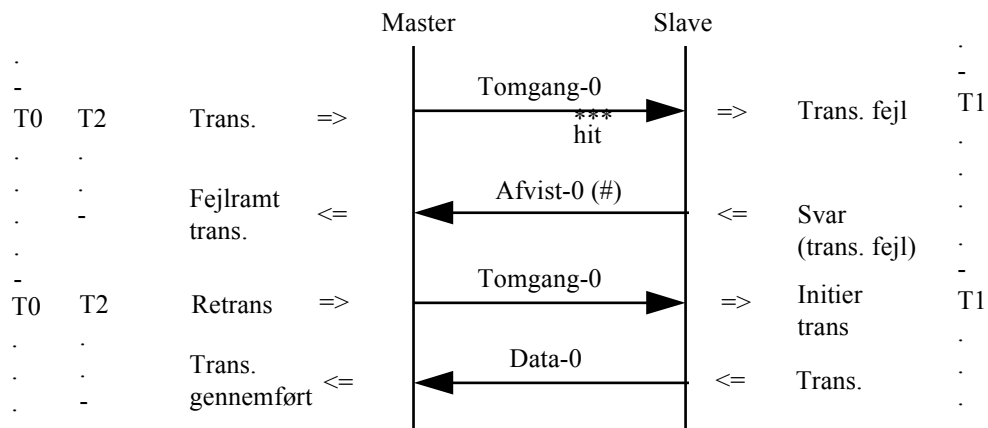 Master Slave
Tomgang-0
T0 T2 Trans. => *** => Trans. fejl T1
hit
Afvist-0 (#)
Fejlramt <= <= Svar
trans. (trans. fejl)
Tomgang-0
T0 T2 Retrans => => Initier T1
trans
Data-0
Trans. <= <= Trans.
gennemført